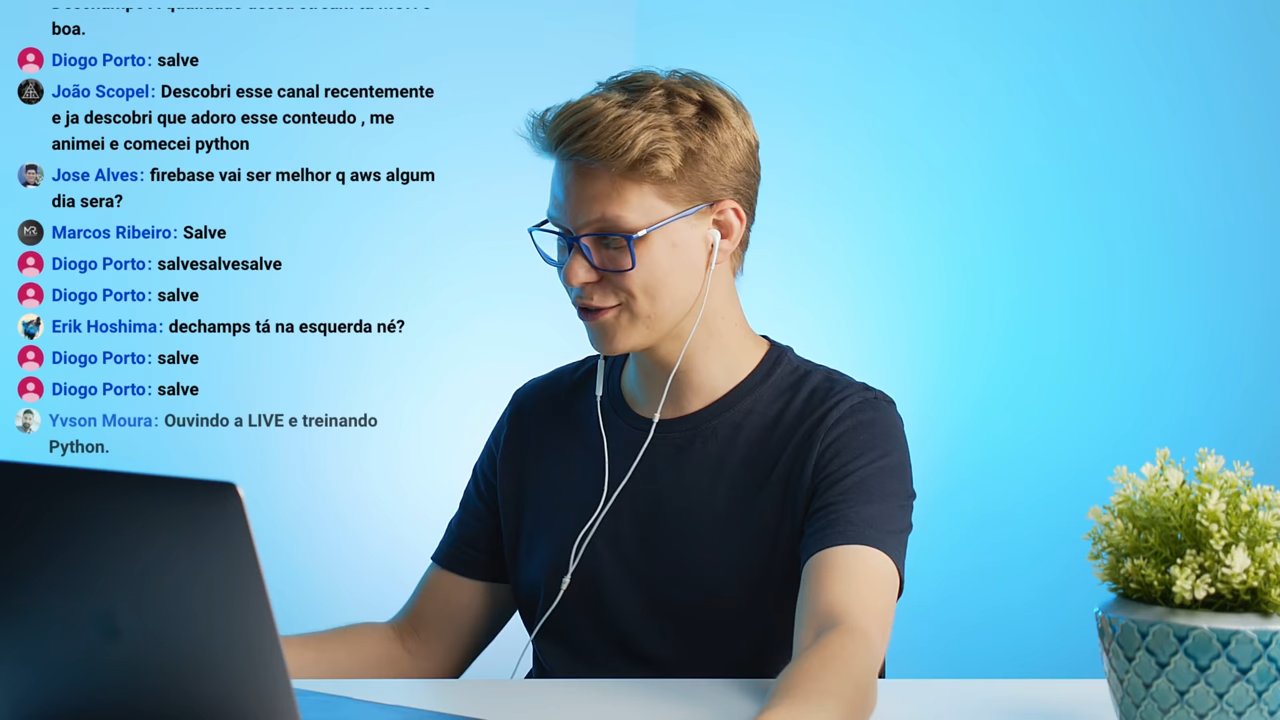 boa.
Diogo Porto: salve
João Scopel: Descobri esse canal recentemente
e ja descobri que adoro esse conteudo , me
animei e comecei python
Jose Alves: firebase vai ser melhor q aws algum
dia sera?
Marcos Ribeiro: Salve
Diogo Porto: salvesalvesalve
Diogo Porto: salve
Erik Hoshima: dechamps tá na esquerda né?
Diogo Porto: salve
Diogo Porto: salve
Yvson Moura: Ouvindo a LIVE e treinando
Python.